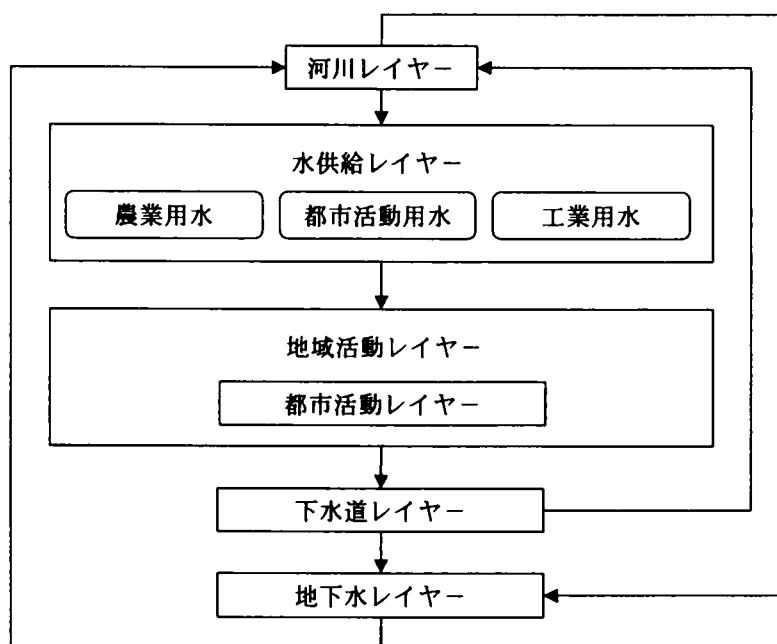 河川レイヤー
水供給レイヤー
農業用水
都市活動用水
工業用水
地域活動レイヤー
都市活動レイヤー
下水道レイヤー
地下水レイヤー